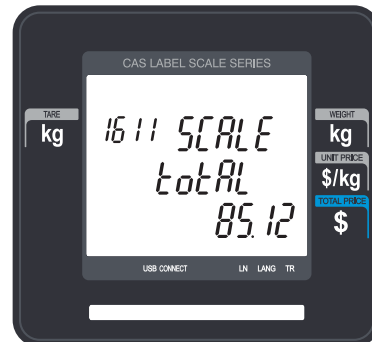 CAS LABEL SCALE SERIES
TARE
kg
1611 SCALE
totAL
85.12
WEIGHT
kg
UNIT PRICE
$/kg
TOTAL PRICE
$
USB CONNECT LN LANG TR